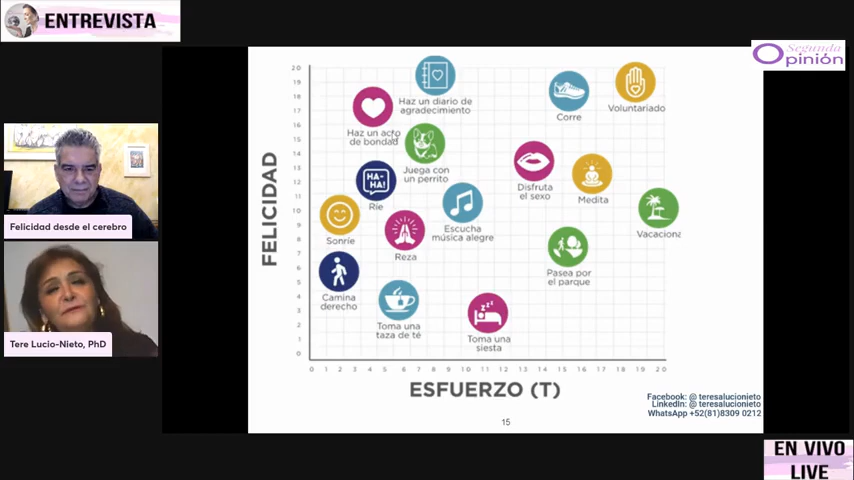 ENTREVISTA
Segunda
Opinión
Felicidad desde el cerebro
Tere Lucio-Nieto, PhD
FELICIDAD
20
19
18
17
16
15
14
13
12
11
10
9
8
7
6
5
4
3
2
1
0
Haz un diario de
agradecimiento
Corre
Voluntariado
Haz un acto
de bondad
Juega con
un perrito
Disfruta
el sexo
Medita
HA-
HA!
Ríe
Sonríe
Reza
Escucha
música alegre
Vaciona
Pasea por
el parque
Camina
derecho
Toma una
taza de té
zzz
Toma una
siesta
0 1 2 3 4 5 6 7 8 9 10 11 12 13 14 15 16 17 18 19 20
ESFUERZO (T)
Facebook: @ teresalucionieto
LinkedIn: @ teresalucionieto
WhatsApp +52(81)8309 0212
15
EN VIVO
LIVE